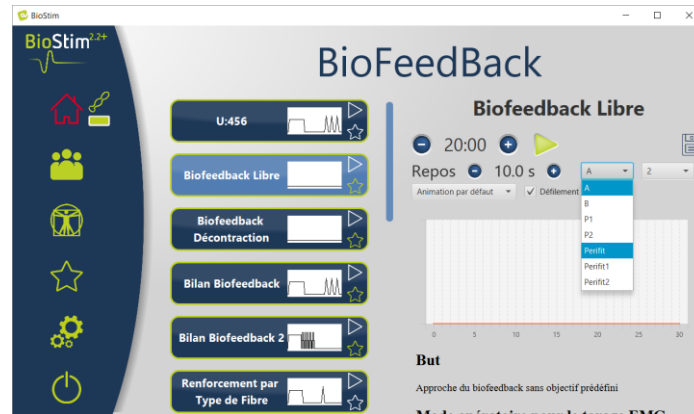 BioStim
BioStim2.2+
BioFeedBack
U:456
Biofeedback Libre
Biofeedback
Décontraction
Bilan Biofeedback
Bilan Biofeedback 2
Renforcement par
Type de Fibre
Biofeedback Libre
20:00
Repos 10.0 s A 2
Animation par défaut Défilement
A
B
P1
P2
Perifit
Perifit1
Perifit2
0 5 10 15 20 25 30
But
Approche du biofeedback sans objectif prédéfini